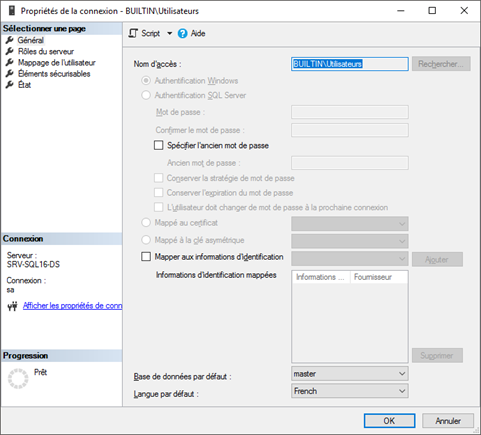 Propriétés de la connexion - BUILTIN\Utilisateurs
Sélectionner une page
Général
Rôles du serveur
Mappage de l'utilisateur
Éléments sécurisables
État
Connexion
Serveur :
SRV-SQL16-DS
Connexion :
sa
Afficher les propriétés de conn
Progression
Prêt
Script
Aide
Nom d'accès :
BUILTIN\Utilisateurs
Rechercher...
Authentification Windows
Authentification SQL Server
Mot de passe :
Confirmer le mot de passe :
Spécifier l'ancien mot de passe
Ancien mot de passe :
Conserver la stratégie de mot de passe
Conserver l'expiration du mot de passe
L'utilisateur doit changer de mot de passe à la prochaine connexion
Mappé au certificat
Mappé à la clé asymétrique
Mapper aux informations d'identification
Ajouter
Informations d'identification mappées
Informations ...
Fournisseur
Supprimer
Base de données par défaut :
master
Langue par défaut :
French
OK
Annuler